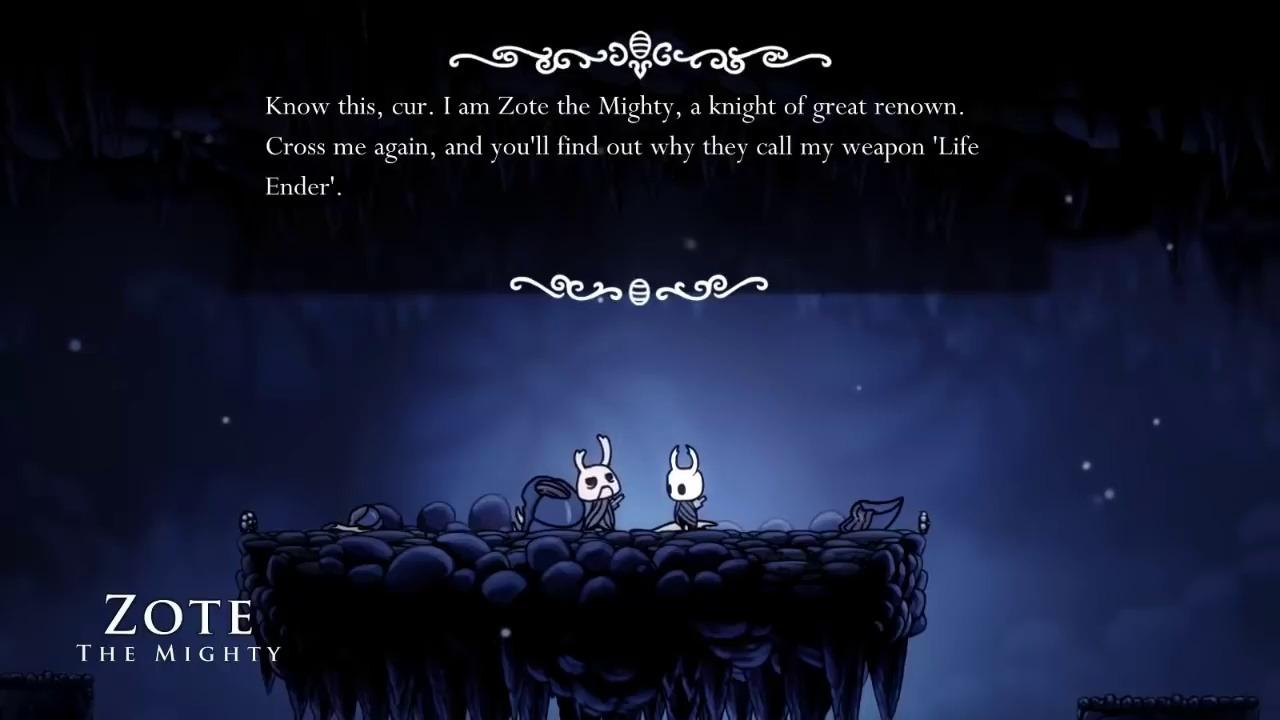 Know this, cur. I am Zote the Mighty, a knight of great renown.
Cross me again, and you'll find out why they call my weapon 'Life
Ender'.
Zote
The Mighty